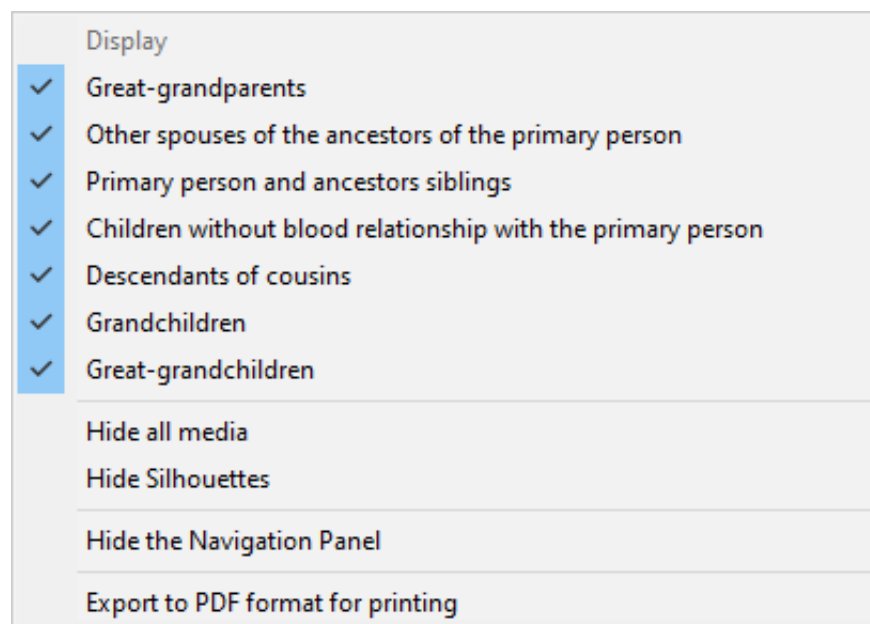 Display
Great-grandparents
Other spouses of the ancestors of the primary person
Primary person and ancestors siblings
Children without blood relationship with the primary person
Descendants of cousins
Grandchildren
Great-grandchildren
Hide all media
Hide Silhouettes
Hide the Navigation Panel
Export to PDF format for printing